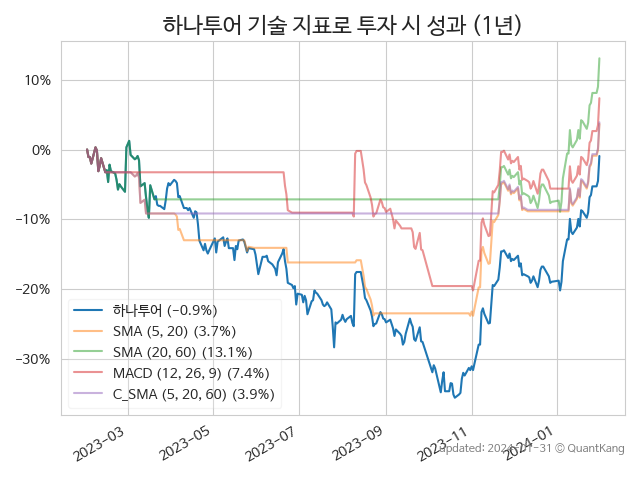 하나투어 기술 지표로 투자 시 성과 (1년)
10%
0%
-10%
-20%
-30%
하나투어 (-0.9%)
SMA (5, 20) (3.7%)
SMA (20, 60) (13.1%)
MACD (12, 26, 9) (7.4%)
C_SMA (5, 20, 60) (3.9%)
2023-03
2023-05
2023-07
2023-09
2023-11
2024-01
updated: 2024-01-31 © QuantKang